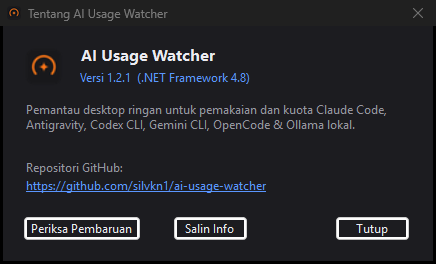 Tentang AI Usage Watcher
AI Usage Watcher
Versi 1.2.1 (.NET Framework 4.8)
Pemantau desktop ringan untuk pemakaian dan kuota Claude Code,
Antigravity, Codex CLI, Gemini CLI, OpenCode & Ollama lokal.
Repositori GitHub:
https://github.com/silvkn1/ai-usage-watcher
Periksa Pembaruan
Salin Info
Tutup